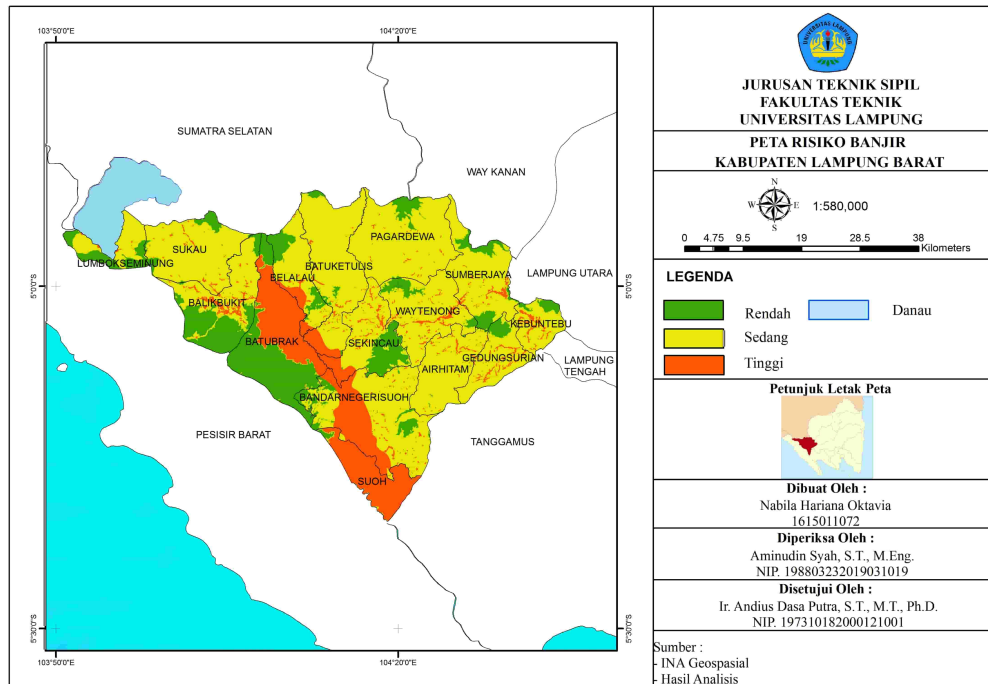 103°50'0"E
104°20'0"E
SUMATRA SELATAN
WAY KANAN
PAGARDEWA
SUKAU
LUMBOKSEMINUNG
BATUKETULIS
BELALAU
SUMBERJAYA
LAMPUNG UTARA
5°0'0"S
5°0'0"S
BALIKBUKIT
WAYTENONG
KEBUNTEBU
BATUBRAK
SEKINCAU
GEDUNGSURIAN
LAMPUNG
TENGAH
AIRHITAM
BANDARNEGERISUOH
PESISIR BARAT
TANGGAMUS
SUOH
5°30'0"S
5°30'0"S
103°50'0"E
104°20'0"E
UNIVERSITAS LAMPUNG
JURUSAN TEKNIK SIPIL
FAKULTAS TEKNIK
UNIVERSITAS LAMPUNG
PETA RISIKO BANJIR
KABUPATEN LAMPUNG BARAT
N
W E
S
1:580,000
0 4.75 9.5 19 28.5 38
Kilometers
LEGENDA
Rendah Danau
Sedang
Tinggi
Petunjuk Letak Peta
Dibuat Oleh :
Nabila Hariana Oktavia
1615011072
Diperiksa Oleh :
Aminudin Syah, S.T., M.Eng.
NIP. 198803232019031019
Disetujui Oleh :
Ir. Andius Dasa Putra, S.T., M.T., Ph.D.
NIP. 197310182000121001
Sumber :
- INA Geospasial
- Hasil Analisis